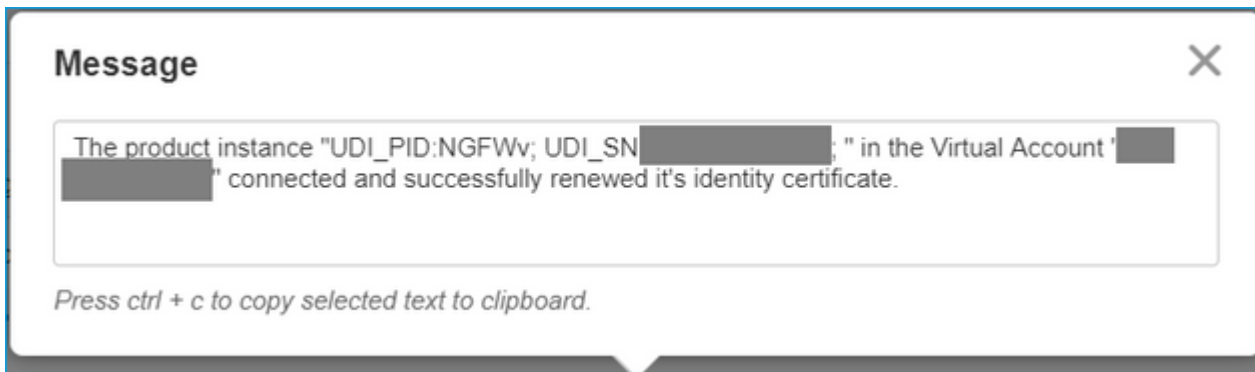 Message
The product instance "UDI_PID:NGFWv; UDI_SN ; " in the Virtual Account '
" connected and successfully renewed it's identity certificate.
Press ctrl + c to copy selected text to clipboard.